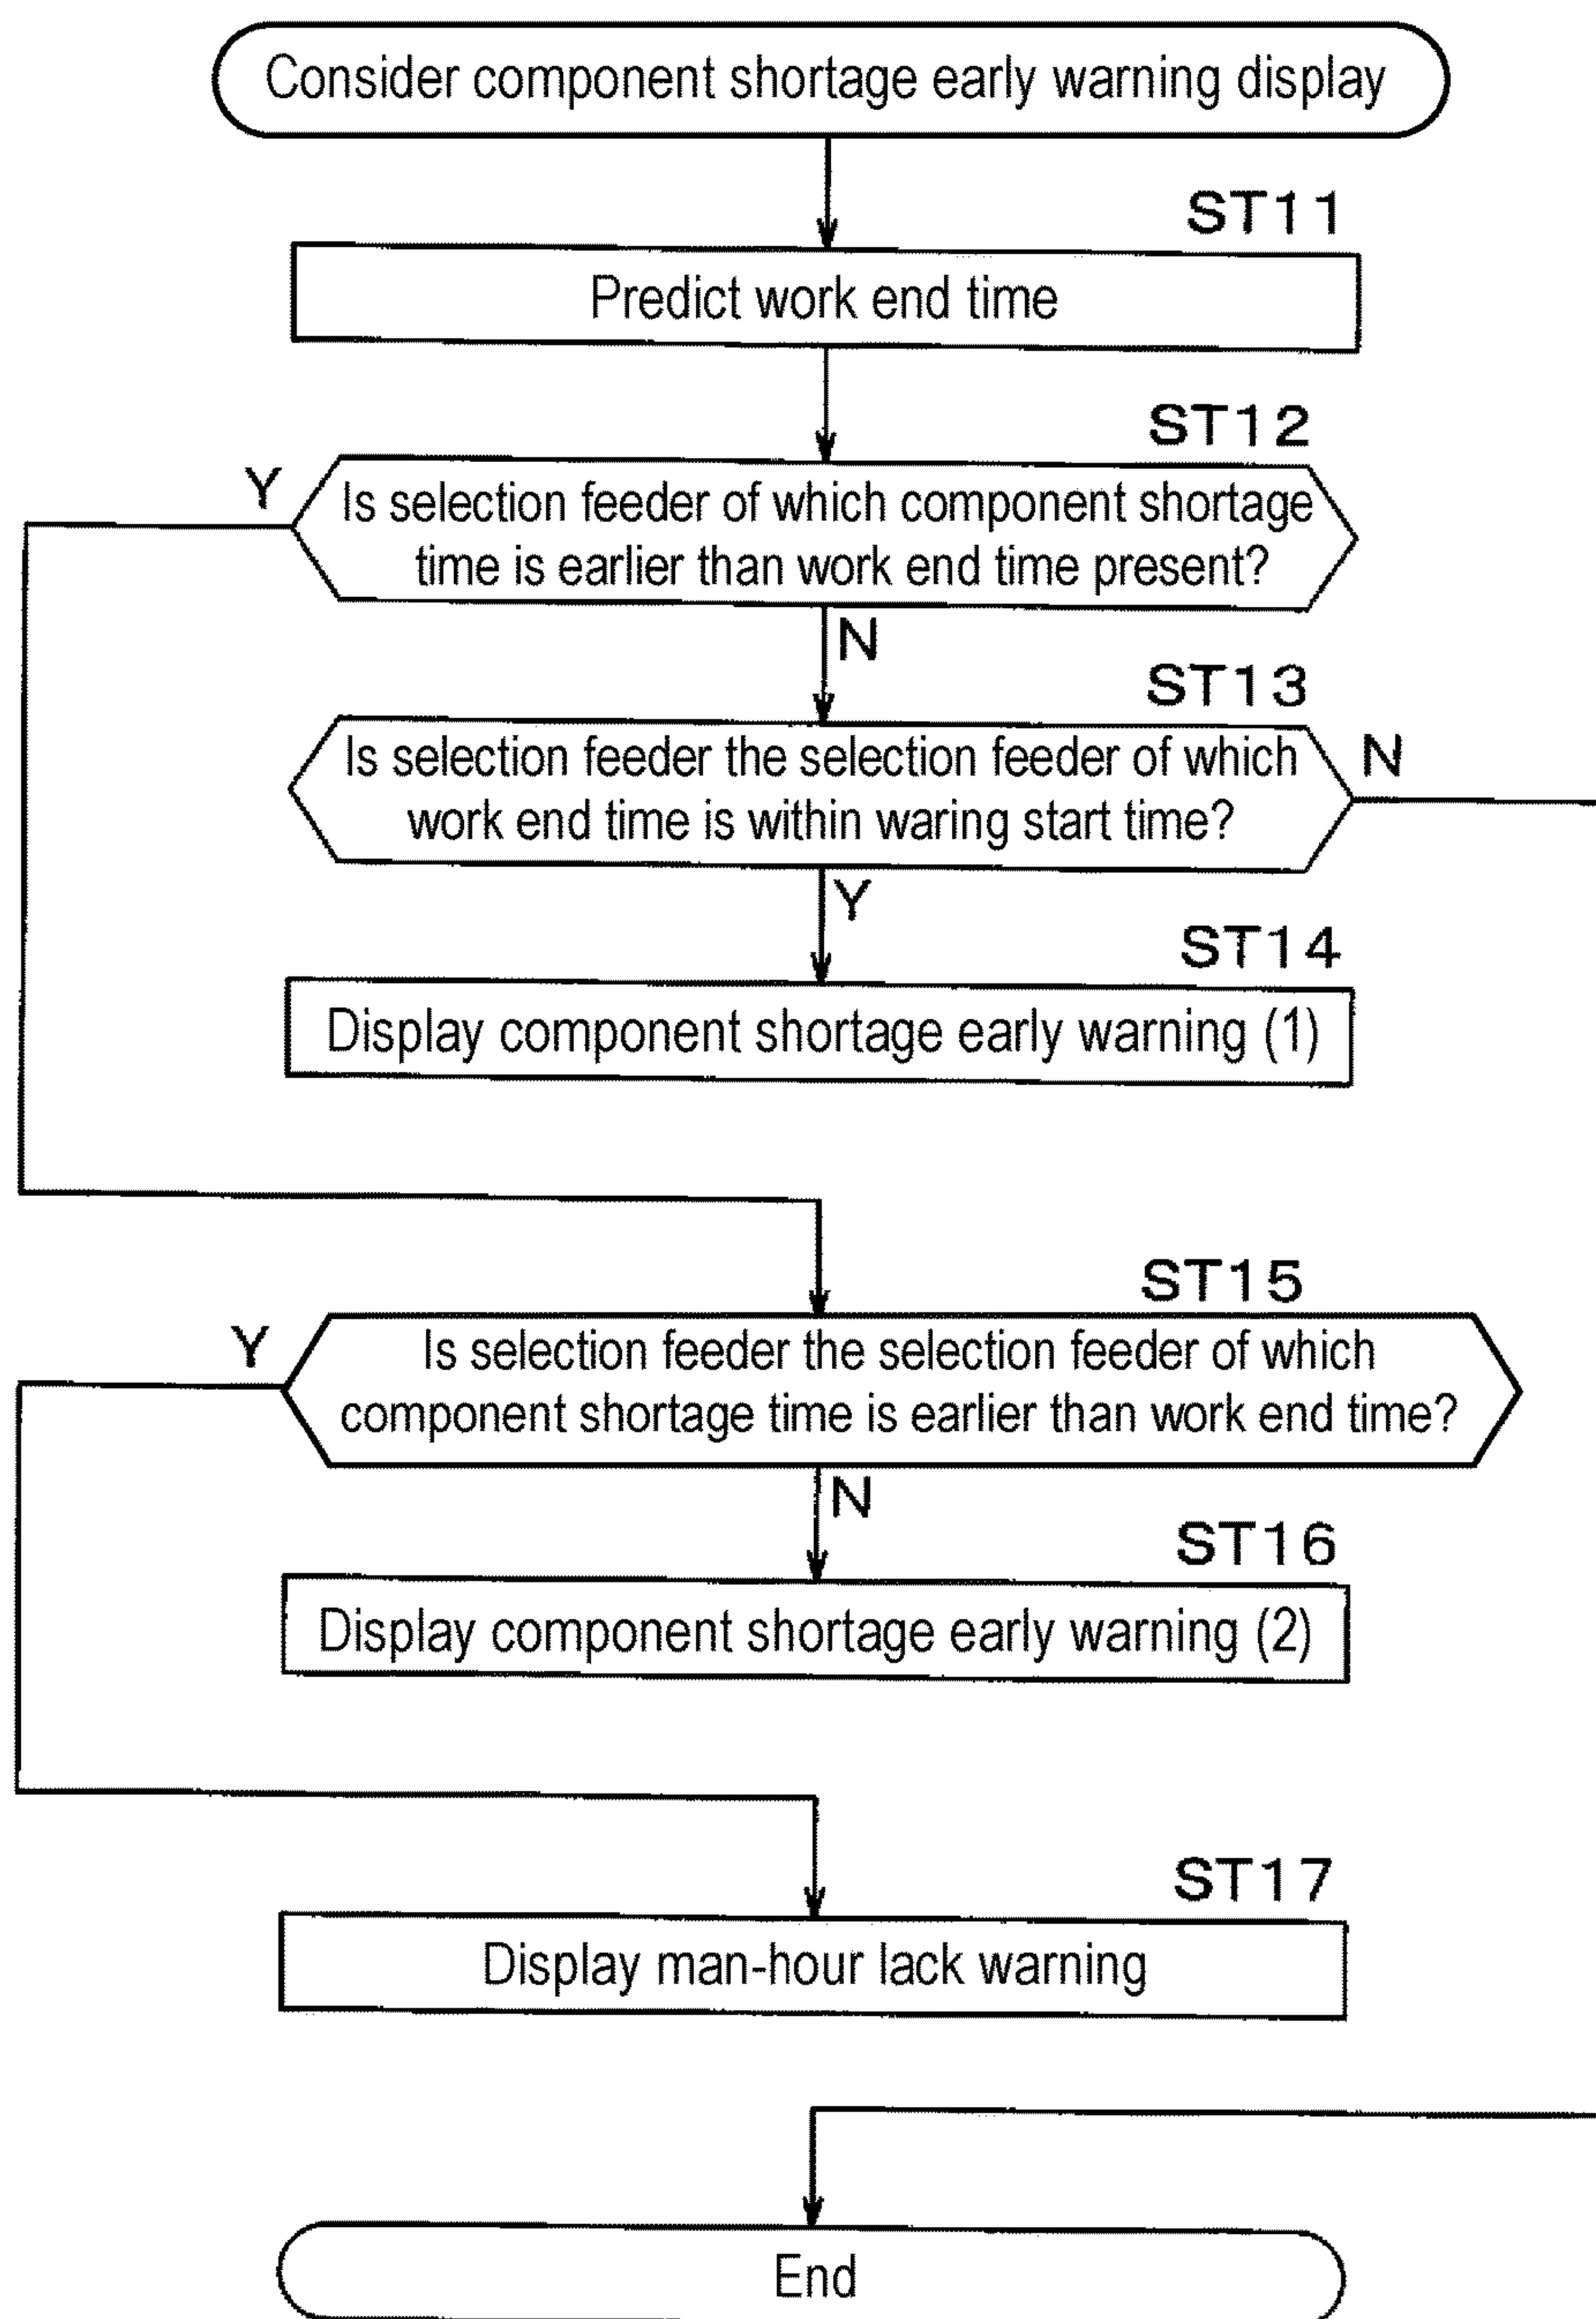 Consider component shortage early warning display
ST11
Predict work end time
ST12
Y
Is selection feeder of which component shortage
time is earlier than work end time present?
N
ST13
Is selection feeder the selection feeder of which
work end time is within waring start time?
N
Y
ST14
Display component shortage early warning (1)
ST15
Y
Is selection feeder the selection feeder of which
component shortage time is earlier than work end time?
N
ST16
Display component shortage early warning (2)
ST17
Display man-hour lack warning
End